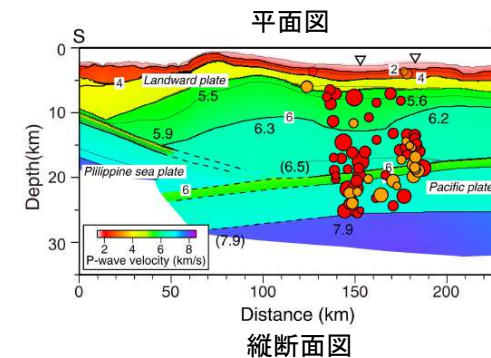 平面図
S
0
10
20
30
Depth(km)
Landward plate
4
2
4
5.5
5.6
5.9
6.3
6
6.2
(6.5)
6
Pilippine sea plate
6
Pacific plate
(7.9)
7.9
2 4 6 8
P-wave velocity (km/s)
0 50 100 150 200
Distance (km)
縦断面図